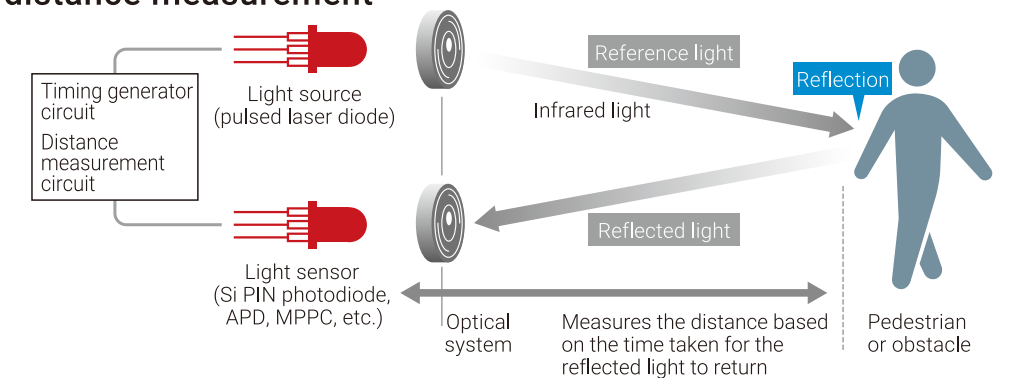 distance measurement
Timing generator
circuit
Distance
measurement
circuit
Light source
(pulsed laser diode)
Reference light
Infrared light
Reflection
Reflected light
Light sensor
(Si PIN photodiode,
APD, MPPC, etc.)
Optical
system
Measures the distance based
on the time taken for the
reflected light to return
Pedestrian
or obstacle